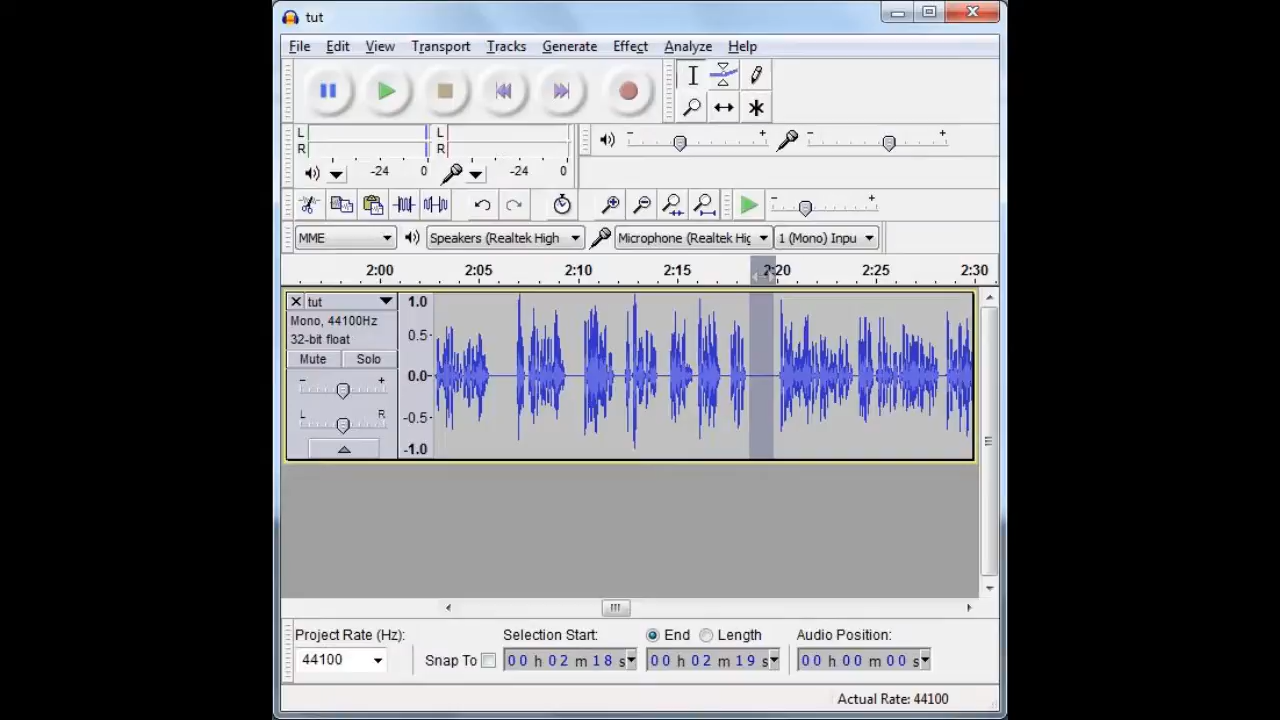 tut
File Edit View Transport Tracks Generate Effect Analyze Help
L L
R R
-24 0 -24 0
MME Speakers (Realtek High Microphone (Realtek Hig 1 (Mono) Inpu
2:00 2:05 2:10 2:15 2:20 2:25 2:30
tut
Mono, 44100Hz
32-bit float
Mute Solo
L R
1.0
0.5
0.0
-0.5
-1.0
Project Rate (Hz): Selection Start: End Length Audio Position:
44100 Snap To 00 h 02 m 18 s 00 h 02 m 19 s 00 h 00 m 00 s
Actual Rate: 44100